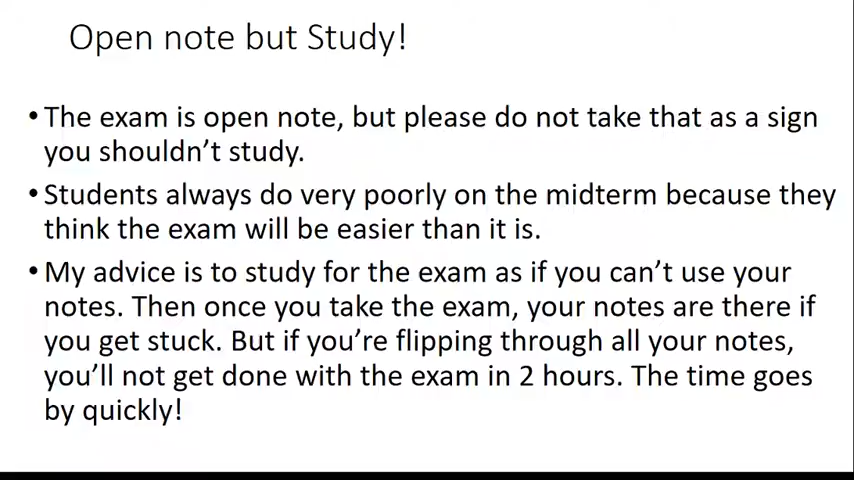 Open note but Study!
• The exam is open note, but please do not take that as a sign
you shouldn't study.
• Students always do very poorly on the midterm because they
think the exam will be easier than it is.
• My advice is to study for the exam as if you can't use your
notes. Then once you take the exam, your notes are there if
you get stuck. But if you're flipping through all your notes,
you'll not get done with the exam in 2 hours. The time goes
by quickly!